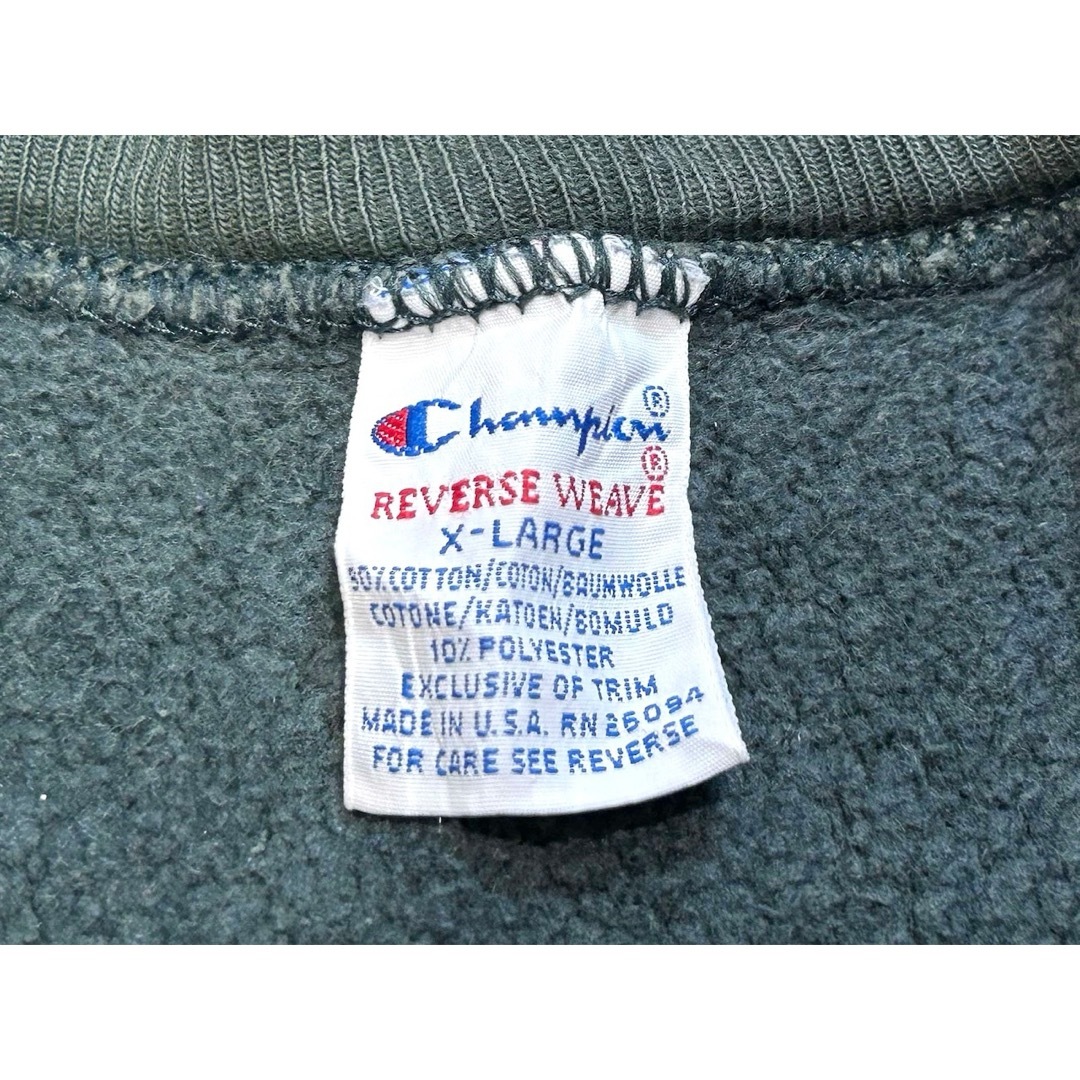 Champion®
REVERSE WEAVE®
X-LARGE
90% COTTON/COTON/BAUMWOLLE
COTONE/KATOEN/BOMULD
10% POLYESTER
EXCLUSIVE OF TRIM
MADE IN U.S.A. RN 26094
FOR CARE SEE REVERSE